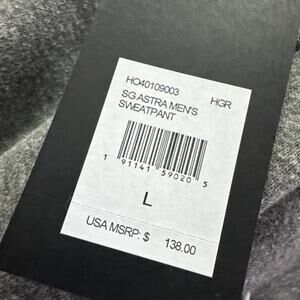 HO40109003 HGR
SG ASTRA MEN'S
SWEATPANT
1 91141 59020 5
L
USA MSRP: $ 138.00